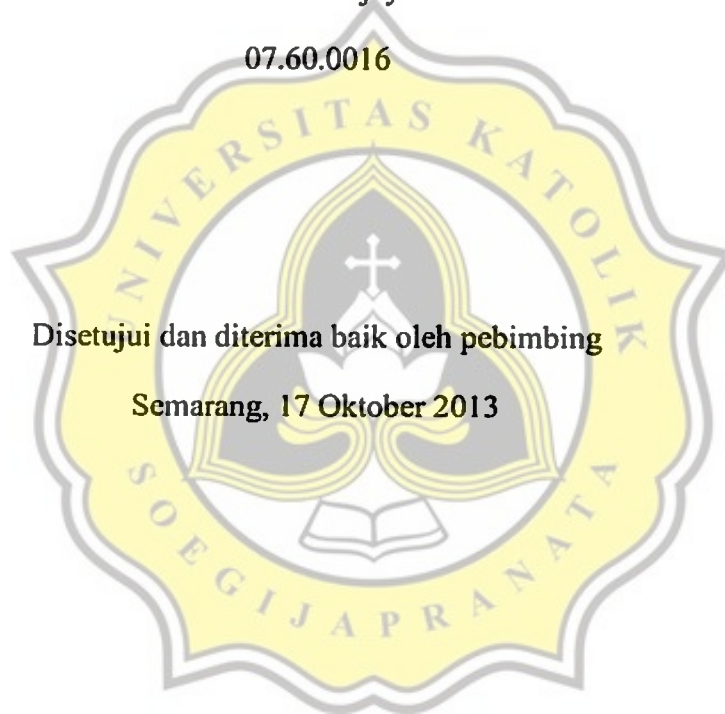 07.60.0016
UNIVERSITAS KATOLIK
Disetujui dan diterima baik oleh pebimbing
Semarang, 17 Oktober 2013
SOEGIJAPRANATA